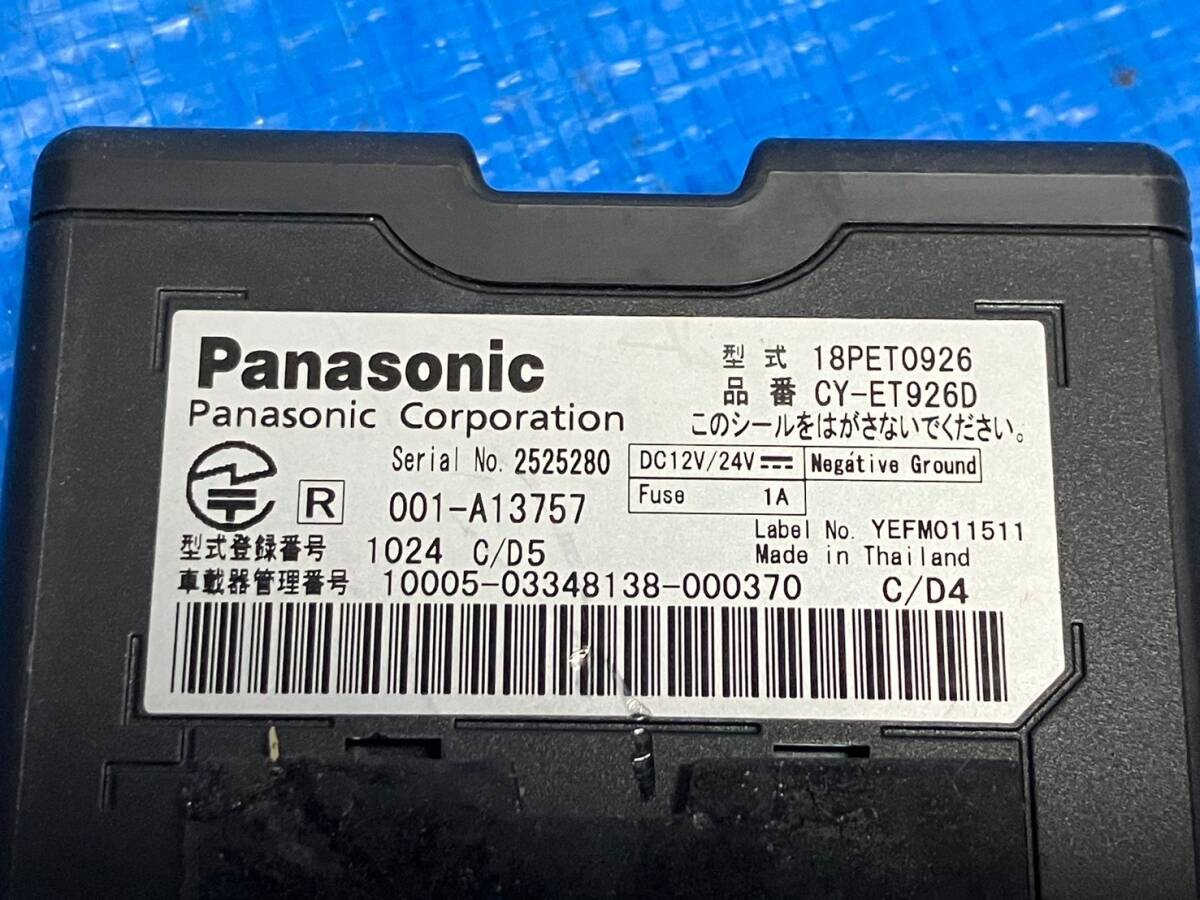 Panasonic
Panasonic Corporation
型式 18PET0926
品番 CY-ET926D
このシールをはがさないでください。
Serial No. 2525280
DC12V/24V Negative Ground
Fuse 1A
R 001-A13757
Label No. YEFM011511
型式登録番号 1024 C/D5
Made in Thailand
車載器管理番号 10005-03348138-000370 C/D4